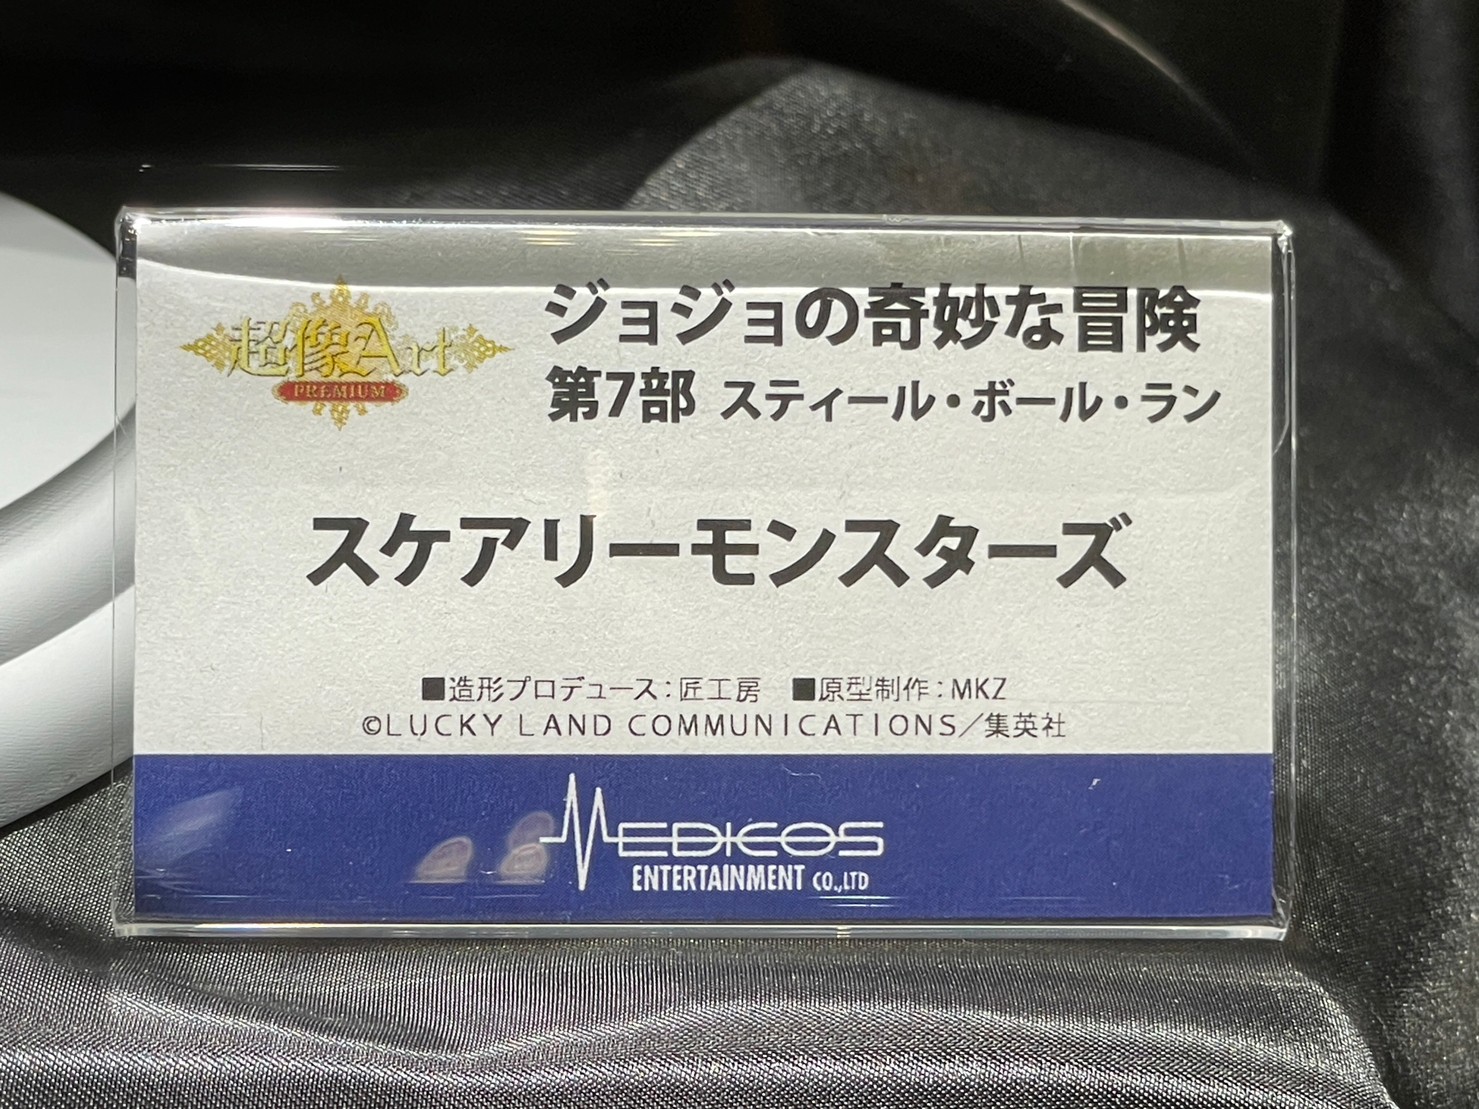 超像Art
PREMIUM
ジョジョの奇妙な冒険
第7部 スティール・ボール・ラン
スケアリーモンスターズ
■造形プロデュース：匠工房 ■原型制作：MKZ
©LUCKY LAND COMMUNICATIONS／集英社
MEDICOS
ENTERTAINMENT CO.,LTD